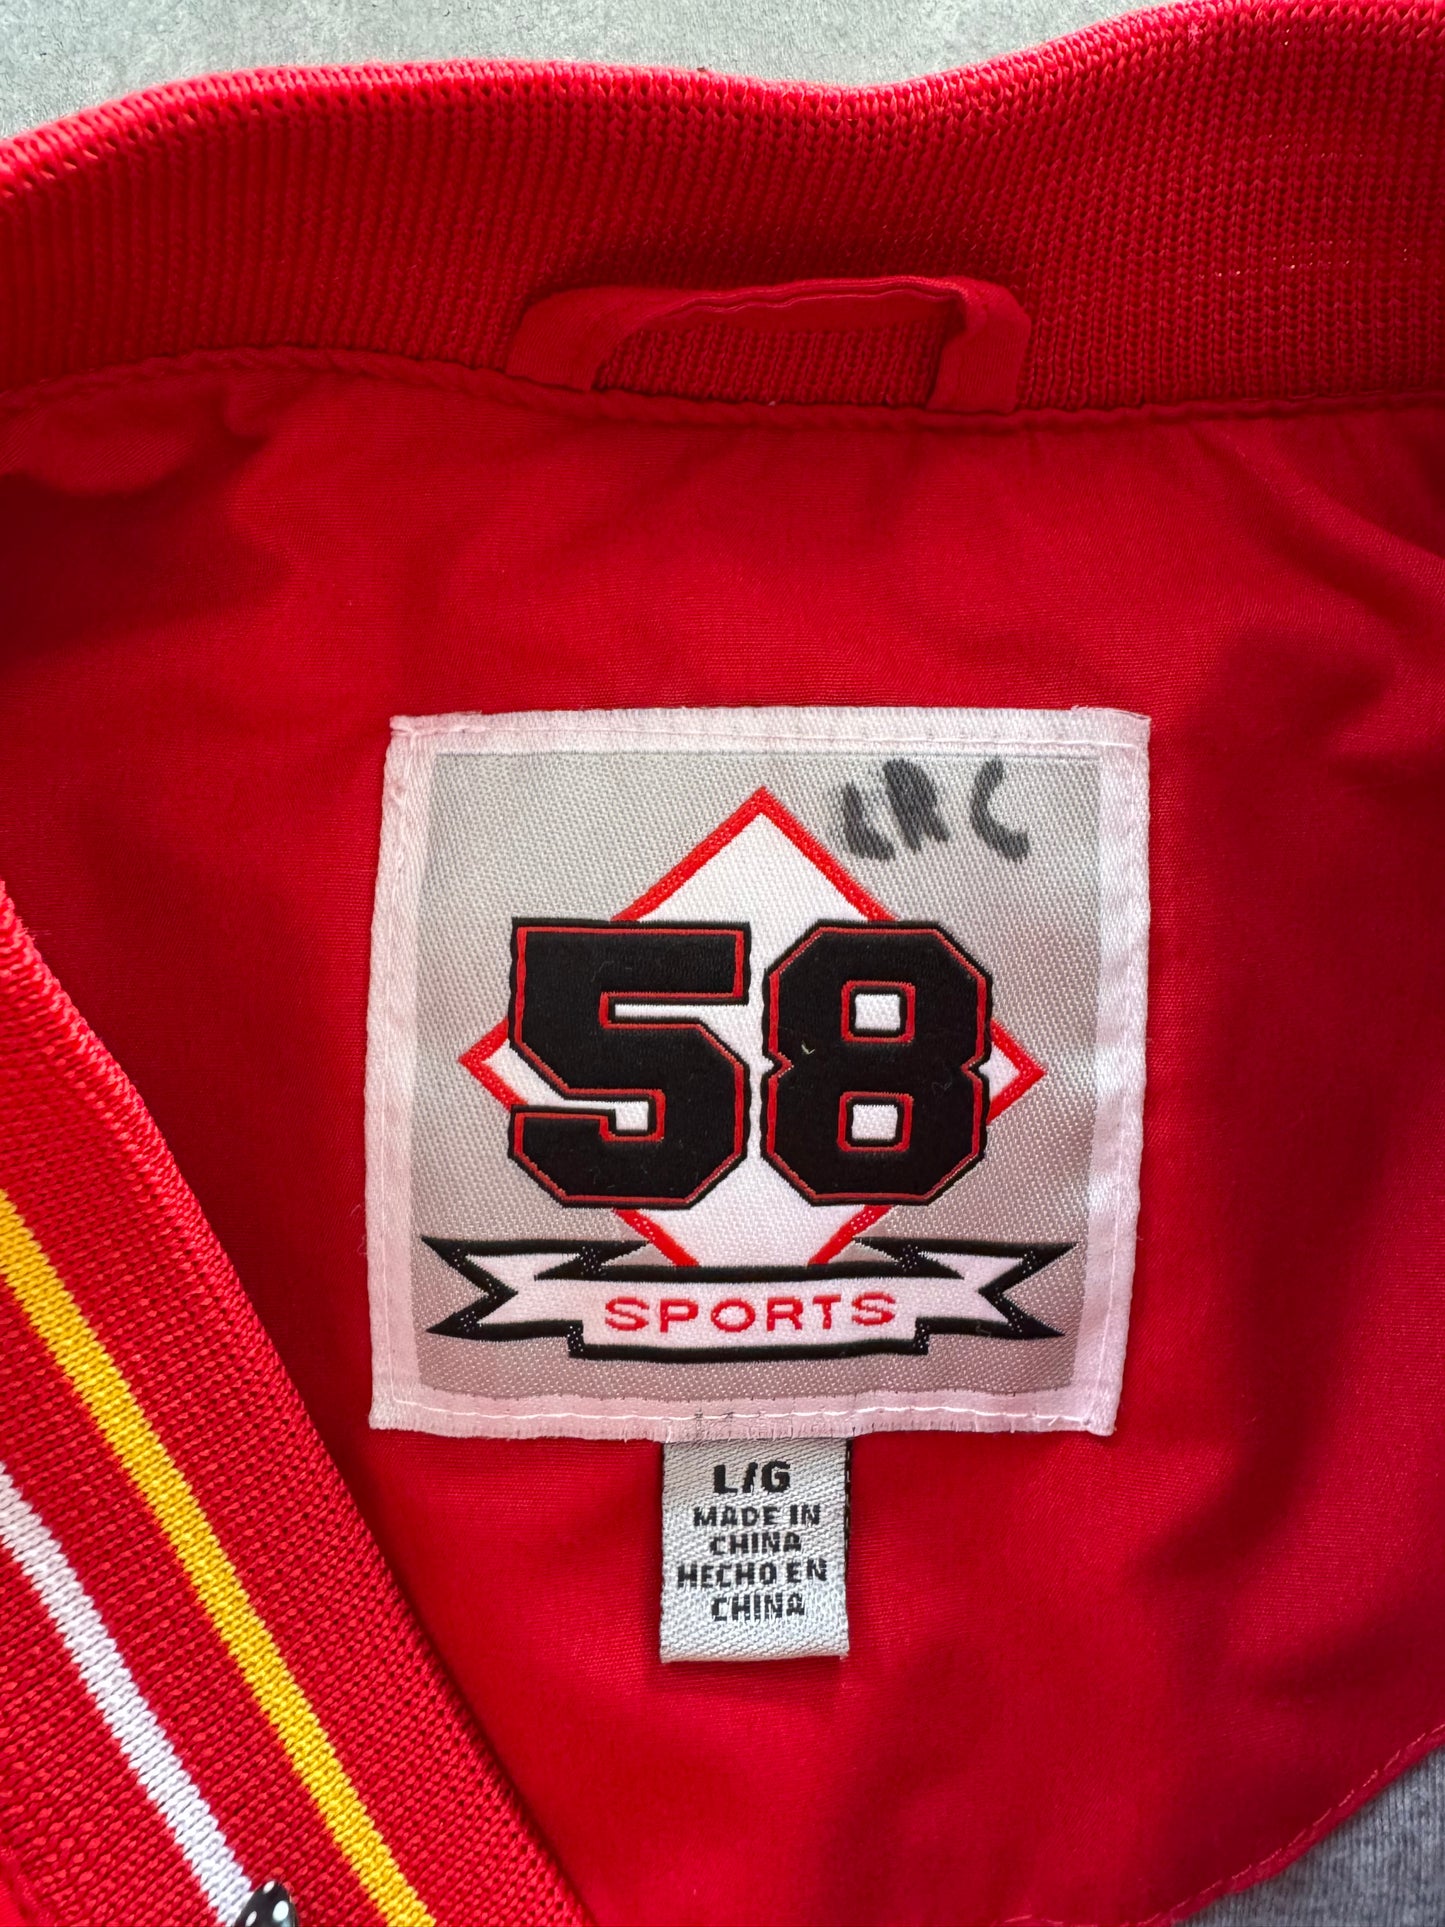 LRC
58
SPORTS
L/G
MADE IN
CHINA
HECHO EN
CHINA